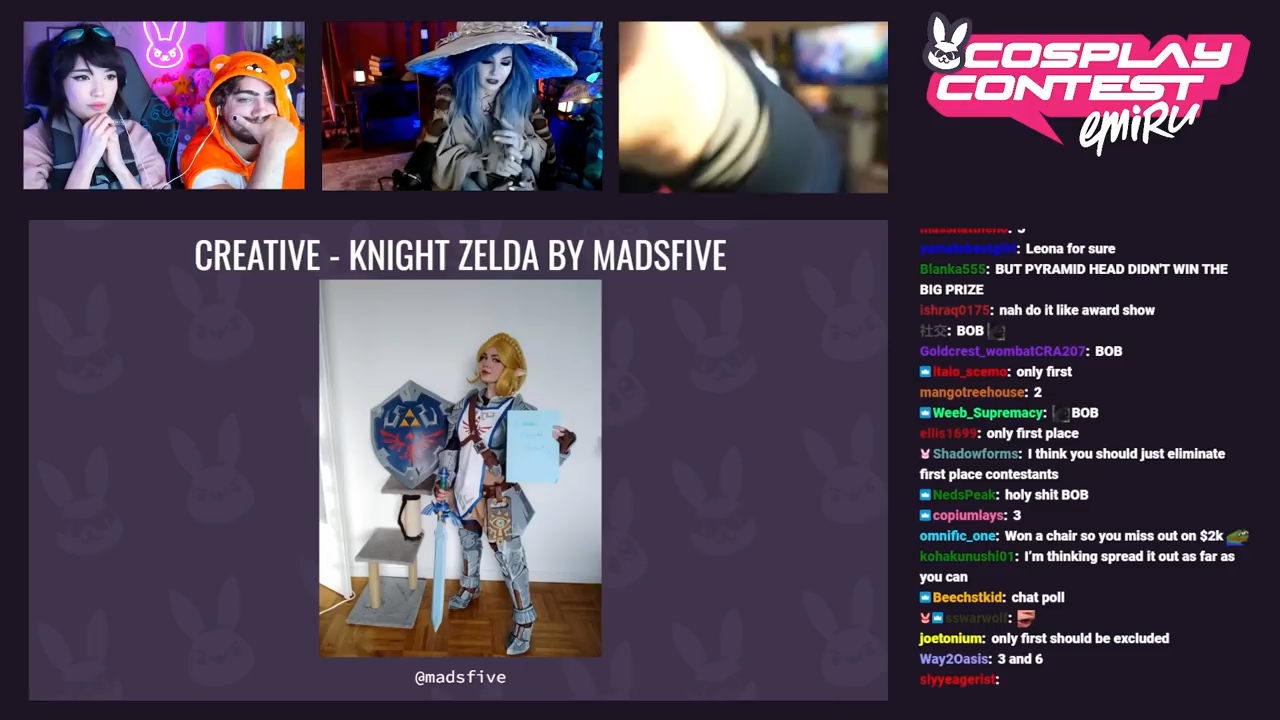 COSPLAY
CONTEST
emiru
CREATIVE - KNIGHT ZELDA BY MADSFIVE
@madsfive
Leona for sure
Blanka555: BUT PYRAMID HEAD DIDN'T WIN THE
BIG PRIZE
ishraq0175: nah do it like award show
社交: BOB
Goldcrest_wombatCRA207: BOB
italo_scemo: only first
mangotreehouse: 2
Weeb_Supremacy: BOB
ellis1699: only first place
Shadowforms: I think you should just eliminate
first place contestants
NedsPeak: holy shit BOB
copiumlays: 3
omnific_one: Won a chair so you miss out on $2k
kohakunushi01: I'm thinking spread it out as far as
you can
Beechstkid: chat poll
sswarwolf:
joetonium: only first should be excluded
Way2Oasis: 3 and 6
slyyeagerist: